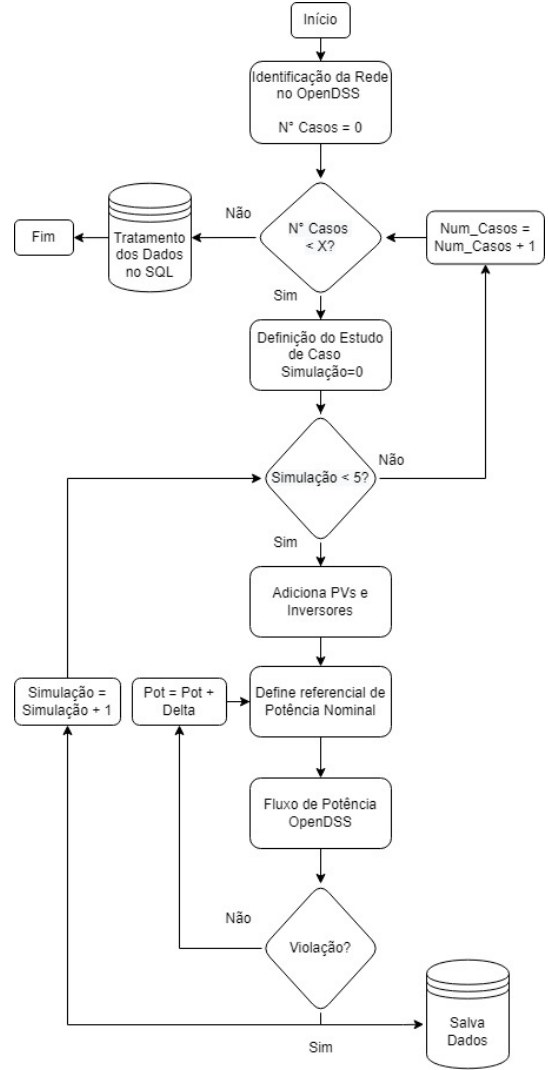 Início
Identificação da Rede
no OpenDSS
N° Casos = 0
N° Casos
< X?
Não
Sim
Tratamento
dos Dados
no SQL
Fim
Num_Casos =
Num_Casos + 1
Definição do Estudo
de Caso
Simulação=0
Simulação < 5?
Não
Sim
Adiciona PVs e
Inversores
Simulação =
Simulação + 1
Pot = Pot +
Delta
Define referencial de
Potência Nominal
Fluxo de Potência
OpenDSS
Não
Violação?
Sim
Salva
Dados